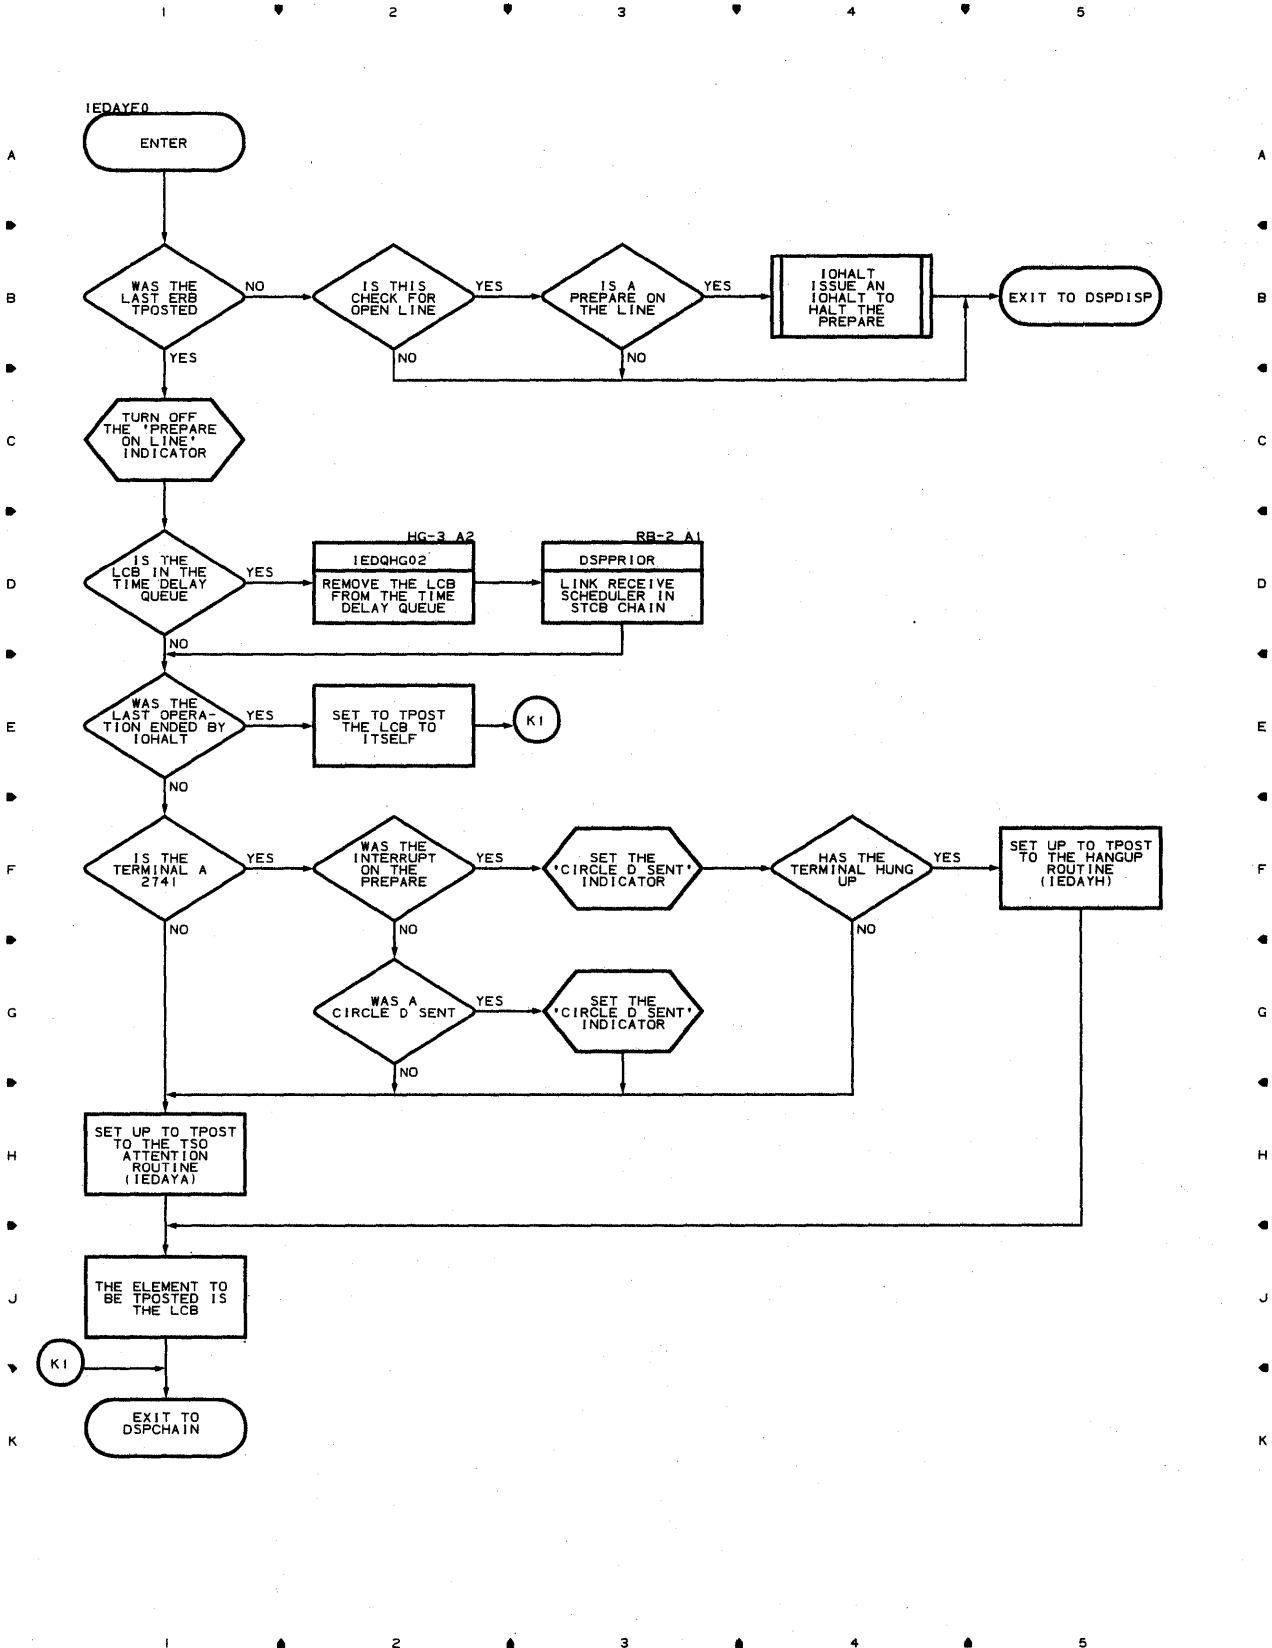 1 2 3 4 5
IEDAYE0
ENTER
A A
B B
WAS THE
LAST ERB
TPOSTED
NO
IS THIS
CHECK FOR
OPEN LINE
YES
IS A
PREPARE ON
THE LINE
YES
IOHALT
ISSUE AN
IOHALT TO
HALT THE
PREPARE
EXIT TO DSPDISP
YES
NO
NO
C C
TURN OFF
THE 'PREPARE
ON LINE'
INDICATOR
D D
IS THE
LCB IN THE
TIME DELAY
QUEUE
YES
HG-3 A2
IEDQHG02
REMOVE THE LCB
FROM THE TIME
DELAY QUEUE
RB-2 A1
DSPPRIOR
LINK RECEIVE
SCHEDULER IN
STCB CHAIN
NO
E E
WAS THE
LAST OPERA-
TION ENDED BY
IOHALT
YES
SET TO TPOST
THE LCB TO
ITSELF
K1
NO
F F
IS THE
TERMINAL A
2741
YES
WAS THE
INTERRUPT
ON THE
PREPARE
YES
SET THE
'CIRCLE D SENT'
INDICATOR
HAS THE
TERMINAL HUNG
UP
YES
SET UP TO TPOST
TO THE HANGUP
ROUTINE
(IEDAYH)
NO
NO
NO
G G
WAS A
CIRCLE D SENT
YES
SET THE
'CIRCLE D SENT'
INDICATOR
NO
H H
SET UP TO TPOST
TO THE TSO
ATTENTION
ROUTINE
(IEDAYA)
J J
THE ELEMENT TO
BE TPOSTED IS
THE LCB
K1
K K
EXIT TO
DSPCHAIN
1 2 3 4 5